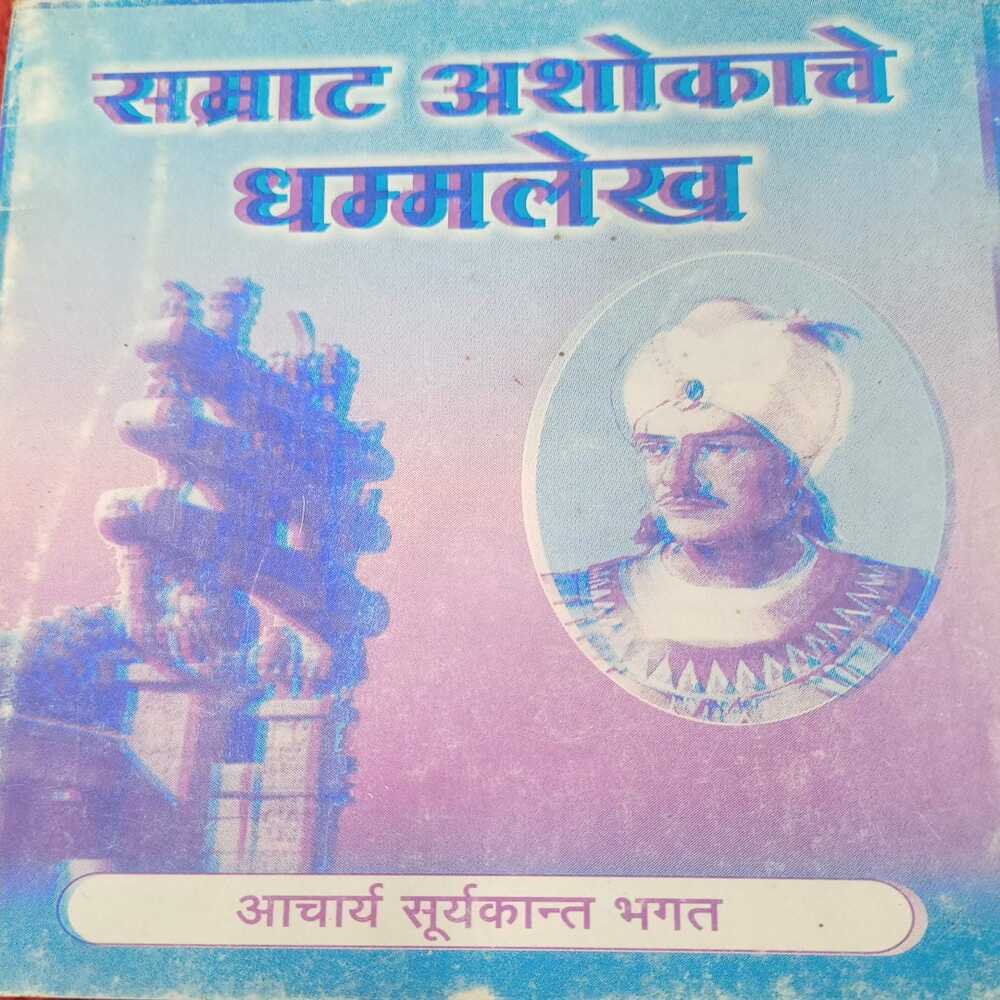 सम्राट अशोकाचे
धम्मलेख
आचार्य सूर्यकान्त भगत